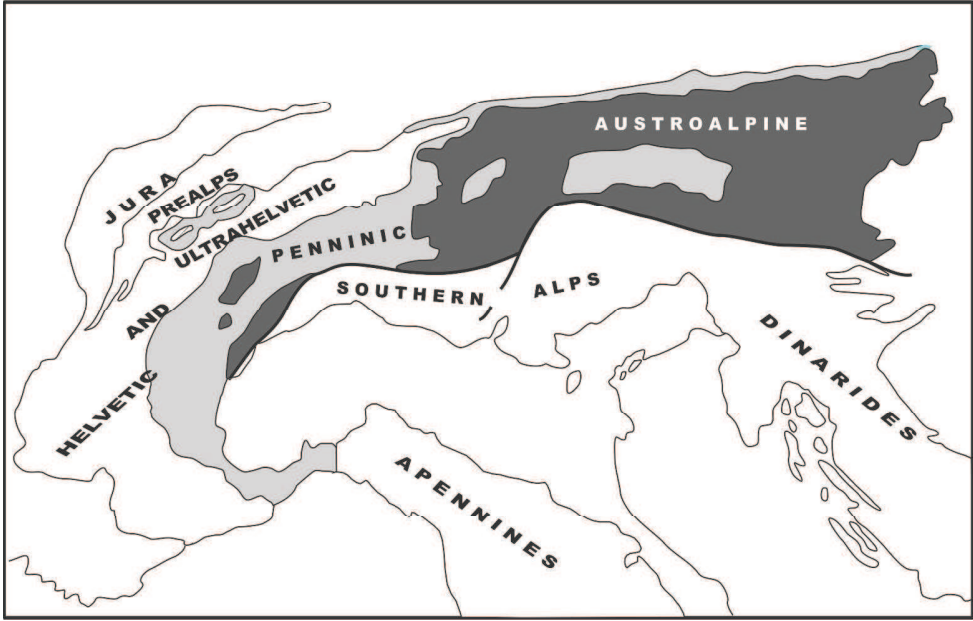 AUSTROALPINE
JURA
PREALPS
ULTRAHELVETIC
PENNINIC
SOUTHERN
ALPS
AND
HELVETIC
DINARIDES
APENNINES